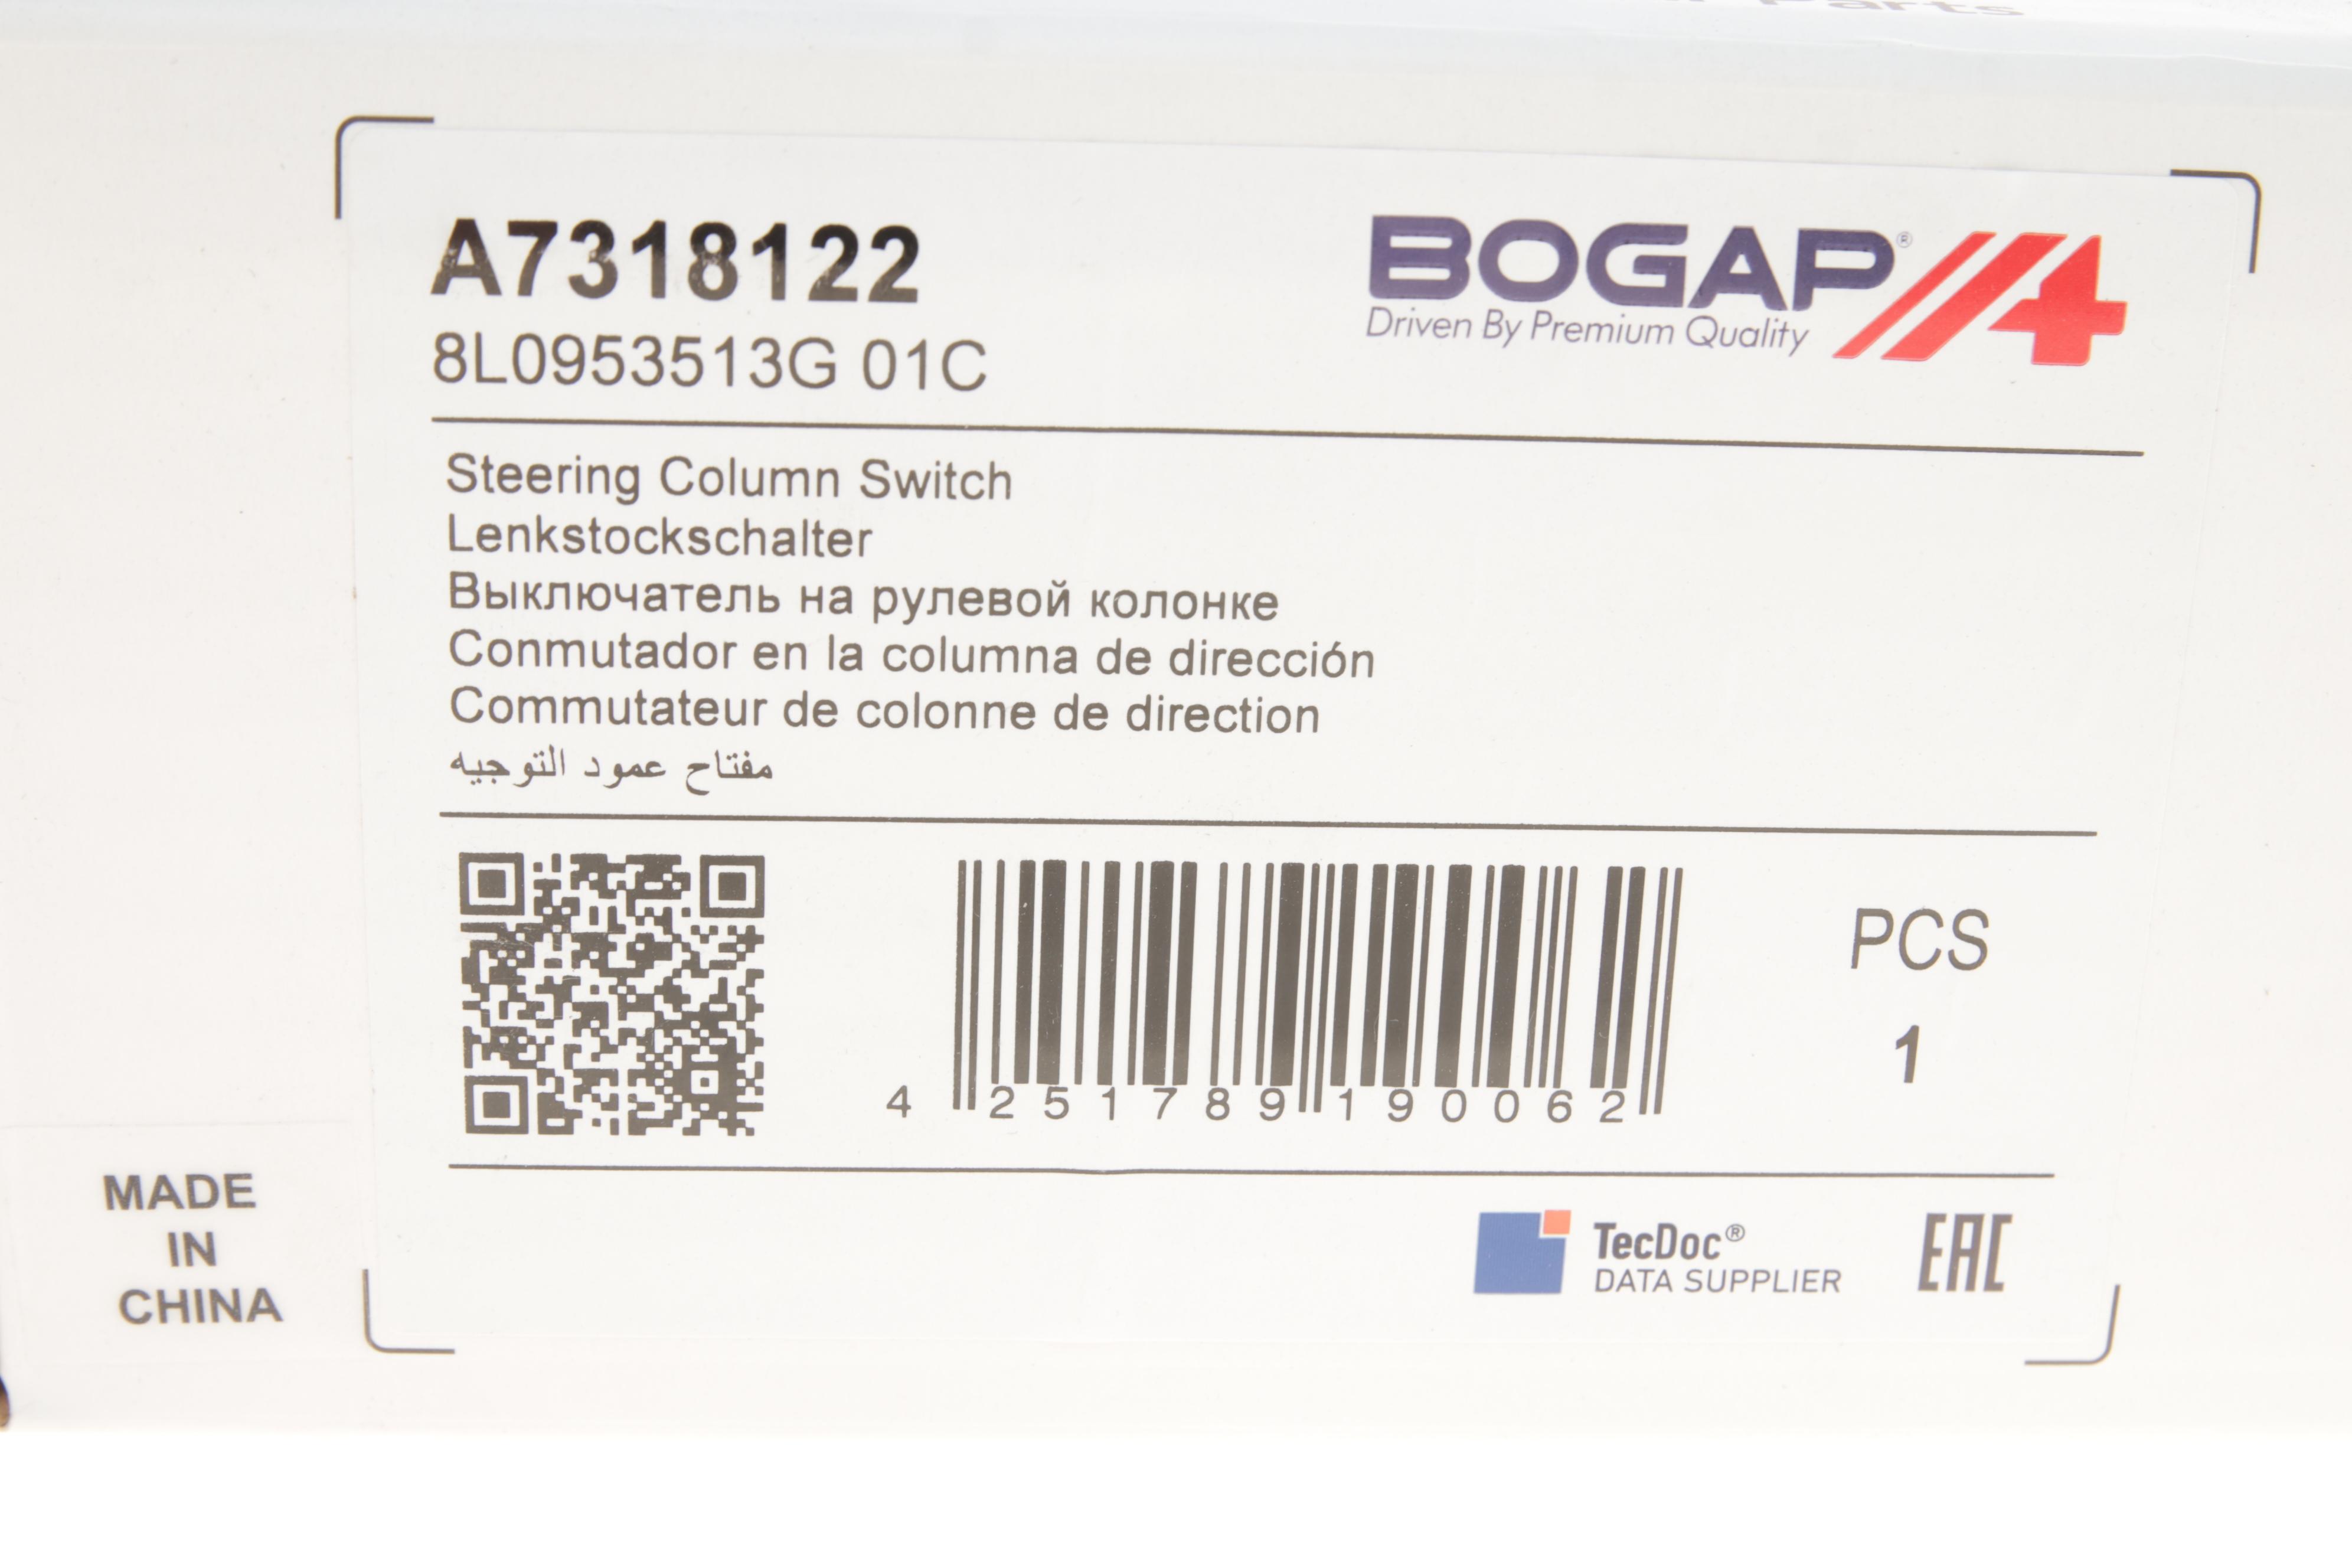 Parts
A7318122
8L0953513G 01C
BOGAP®
Driven By Premium Quality
Steering Column Switch
Lenkstockschalter
Выключатель на рулевой колонке
Conmutador en la columna de dirección
Commutateur de colonne de direction
مفتاح عمود التوجيه
4 251789 190062
PCS
1
MADE
IN
CHINA
TecDoc®
DATA SUPPLIER
EAC